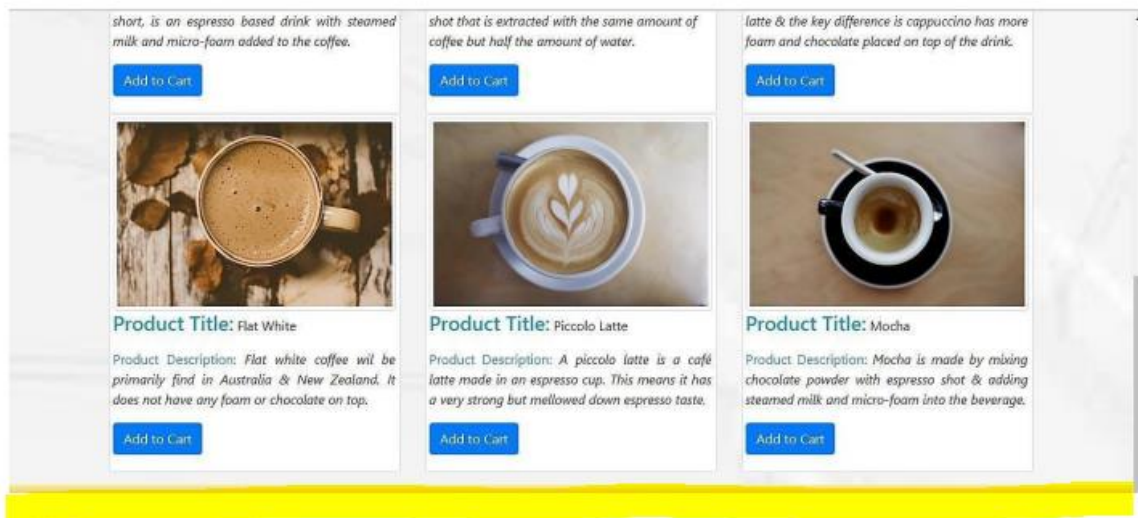 short, is an espresso based drink with steamed
milk and micro-foam added to the coffee.
Add to Cart
shot that is extracted with the same amount of
coffee but half the amount of water.
Add to Cart
latte & the key difference is cappuccino has more
foam and chocolate placed on top of the drink.
Add to Cart
Product Title: Flat White
Product Description: Flat white coffee wil be
primarily find in Australia & New Zealand. It
does not have any foam or chocolate on top.
Add to Cart
Product Title: Piccolo Latte
Product Description: A piccolo latte is a café
latte made in an espresso cup. This means it has
a very strong but mellowed down espresso taste.
Add to Cart
Product Title: Mocha
Product Description: Mocha is made by mixing
chocolate powder with espresso shot & adding
steamed milk and micro-foam into the beverage.
Add to Cart